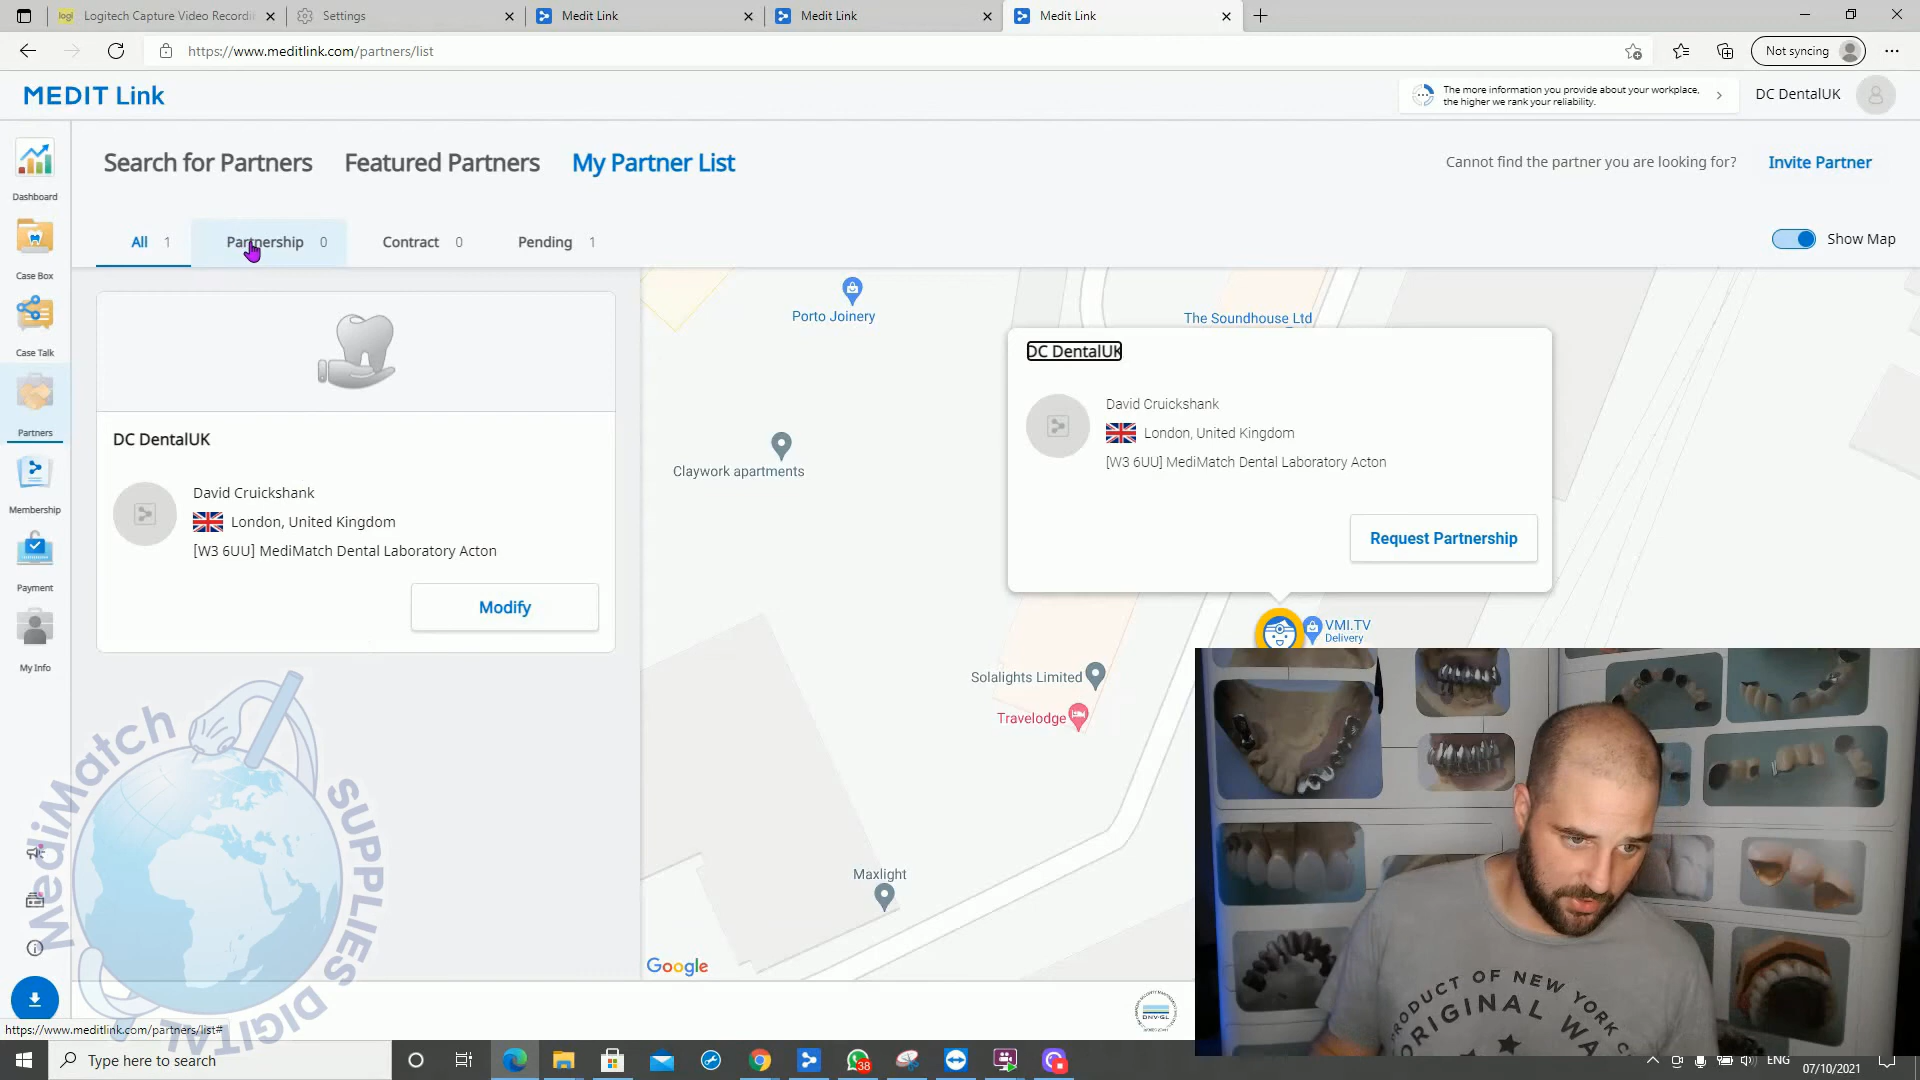 Logitech Capture Video Recordi
Settings
Medit Link
Medit Link
Medit Link
https://www.meditlink.com/partners/list
Not syncing
MEDIT Link
The more information you provide about your workplace,
the higher we rank your reliability.
DC DentalUK
Search for Partners
Featured Partners
My Partner List
Cannot find the partner you are looking for?
Invite Partner
All 1
Partnership 0
Contract 0
Pending 1
Show Map
Dashboard
Case Box
Case Talk
Partners
Membership
Payment
My Info
DC DentalUK
David Cruickshank
London, United Kingdom
[W3 6UU] MediMatch Dental Laboratory Acton
Modify
Porto Joinery
The Soundhouse Ltd
Claywork apartments
DC DentalUK
David Cruickshank
London, United Kingdom
[W3 6UU] MediMatch Dental Laboratory Acton
Request Partnership
VMI.TV
Delivery
Solalights Limited
Travelodge
Maxlight
Google
MediMatch
DIGITAL
SUPPLIES
DNV·GL
PRODUCT OF NEW YORK
ORIGINAL
https://www.meditlink.com/partners/list#
Type here to search
38
ENG
07/10/2021